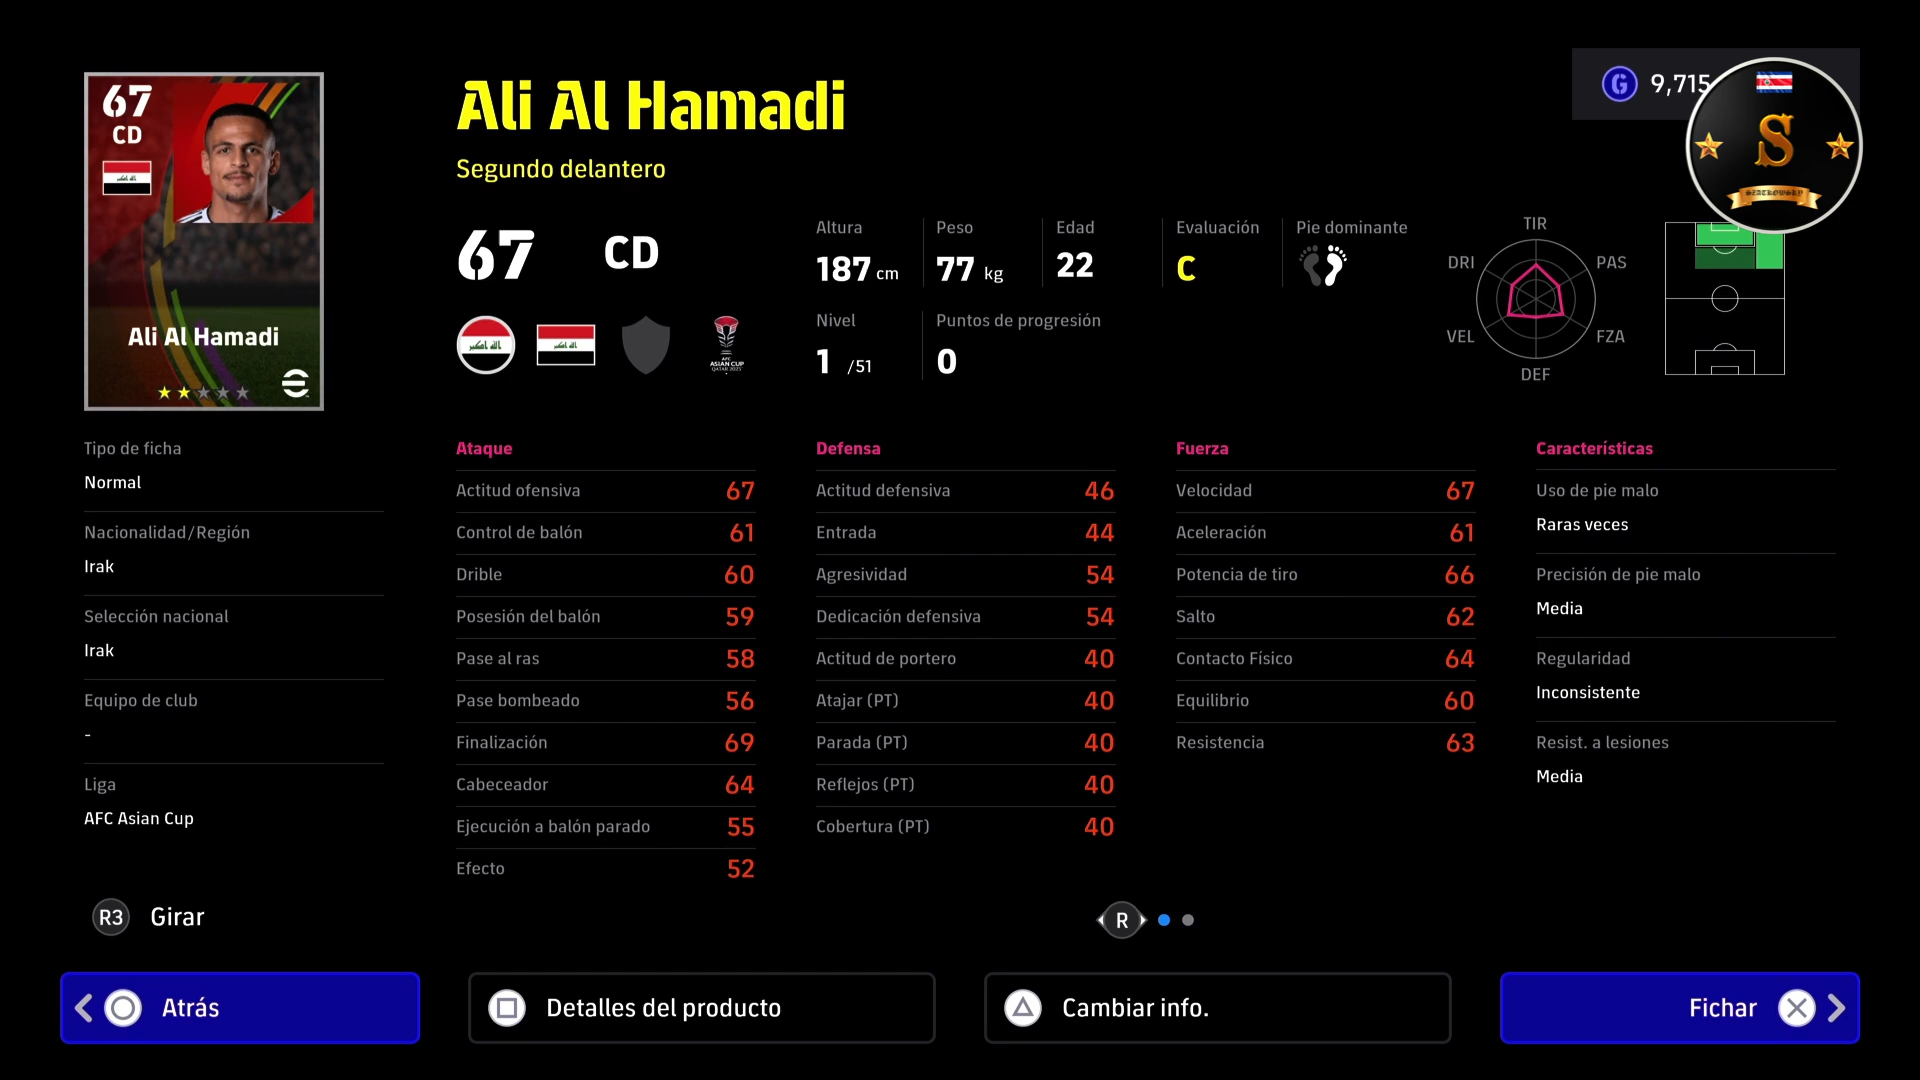 67
CD
Ali Al Hamadi
Ali Al Hamadi
Segundo delantero
67 CD
Altura
187 cm
Peso
77 kg
Edad
22
Evaluación
C
Pie dominante
Nivel
1 /51
Puntos de progresión
0
AFC
ASIAN CUP
QATAR 2023
G 9,715
S
SZATKOWSKY
TIR
PAS
FZA
DEF
VEL
DRI
Tipo de ficha
Normal
Nacionalidad/Región
Irak
Selección nacional
Irak
Equipo de club
-
Liga
AFC Asian Cup
Ataque
Actitud ofensiva 67
Control de balón 61
Drible 60
Posesión del balón 59
Pase al ras 58
Pase bombeado 56
Finalización 69
Cabeceador 64
Ejecución a balón parado 55
Efecto 52
Defensa
Actitud defensiva 46
Entrada 44
Agresividad 54
Dedicación defensiva 54
Actitud de portero 40
Atajar (PT) 40
Parada (PT) 40
Reflejos (PT) 40
Cobertura (PT) 40
Fuerza
Velocidad 67
Aceleración 61
Potencia de tiro 66
Salto 62
Contacto Físico 64
Equilibrio 60
Resistencia 63
Características
Uso de pie malo
Raras veces
Precisión de pie malo
Media
Regularidad
Inconsistente
Resist. a lesiones
Media
R3 Girar
R
Atrás
Detalles del producto
Cambiar info.
Fichar